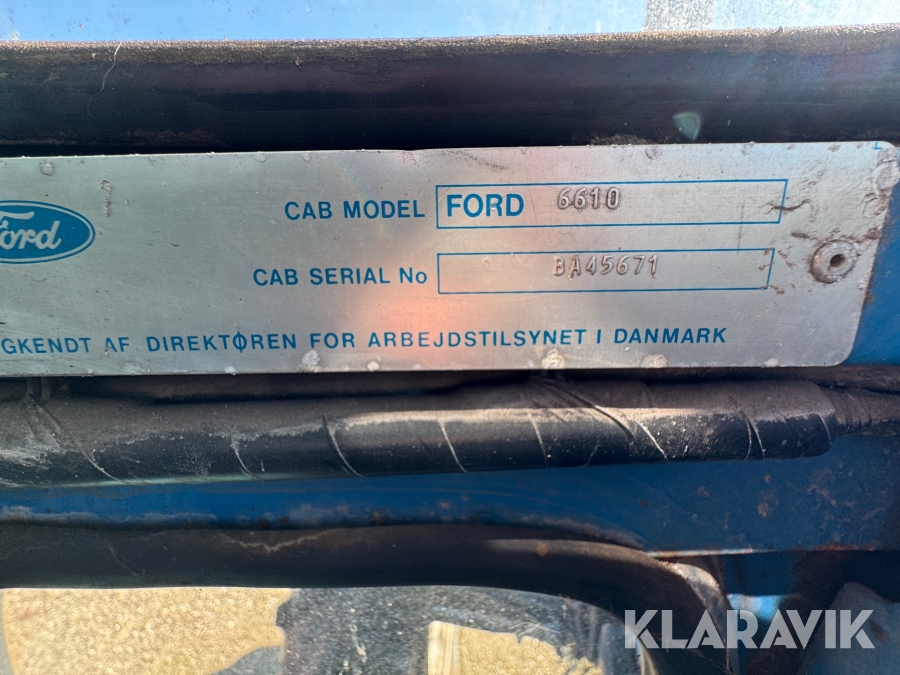 CAB MODEL FORD 6610
Ford
CAB SERIAL No BA45671
GKENDT AF DIREKTØREN FOR ARBEJDSTILSYNET I DANMARK
KLARAVIK